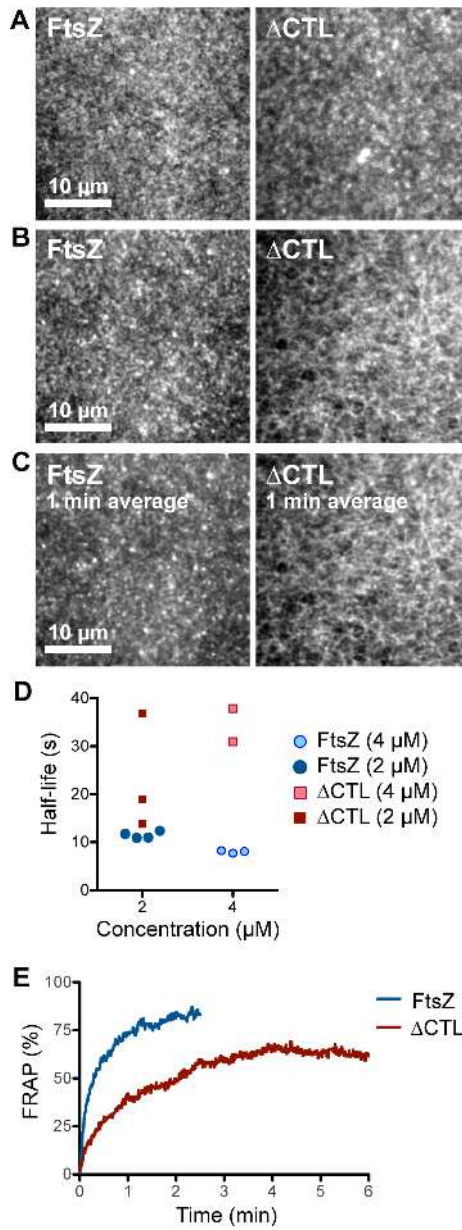 A
FtsZ
ΔCTL
10 µm
B
FtsZ
ΔCTL
10 µm
C
FtsZ
1 min average
ΔCTL
1 min average
10 µm
D
40
30
20
10
0
Half-life (s)
2
4
Concentration (µM)
FtsZ (4 µM)
FtsZ (2 µM)
ΔCTL (4 µM)
ΔCTL (2 µM)
E
100
75
50
25
0
FRAP (%)
0
1
2
3
4
5
6
Time (min)
FtsZ
ΔCTL